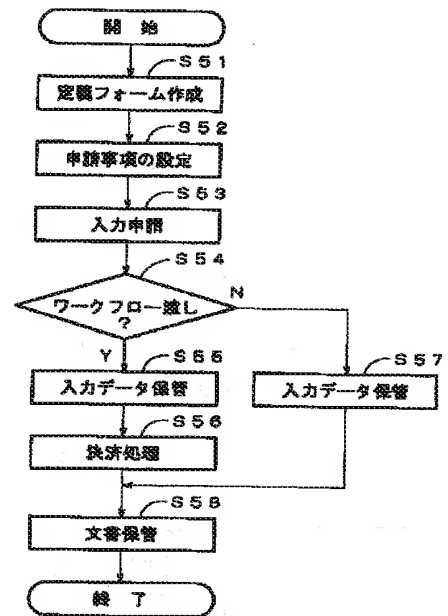 開 始
S51
定義フォーム作成
S52
申請事項の設定
S53
入力申請
S54
ワークフロー渡し
?
N
Y
S55
入力データ保管
S57
入力データ保管
S56
決済処理
S58
文書保管
終 了